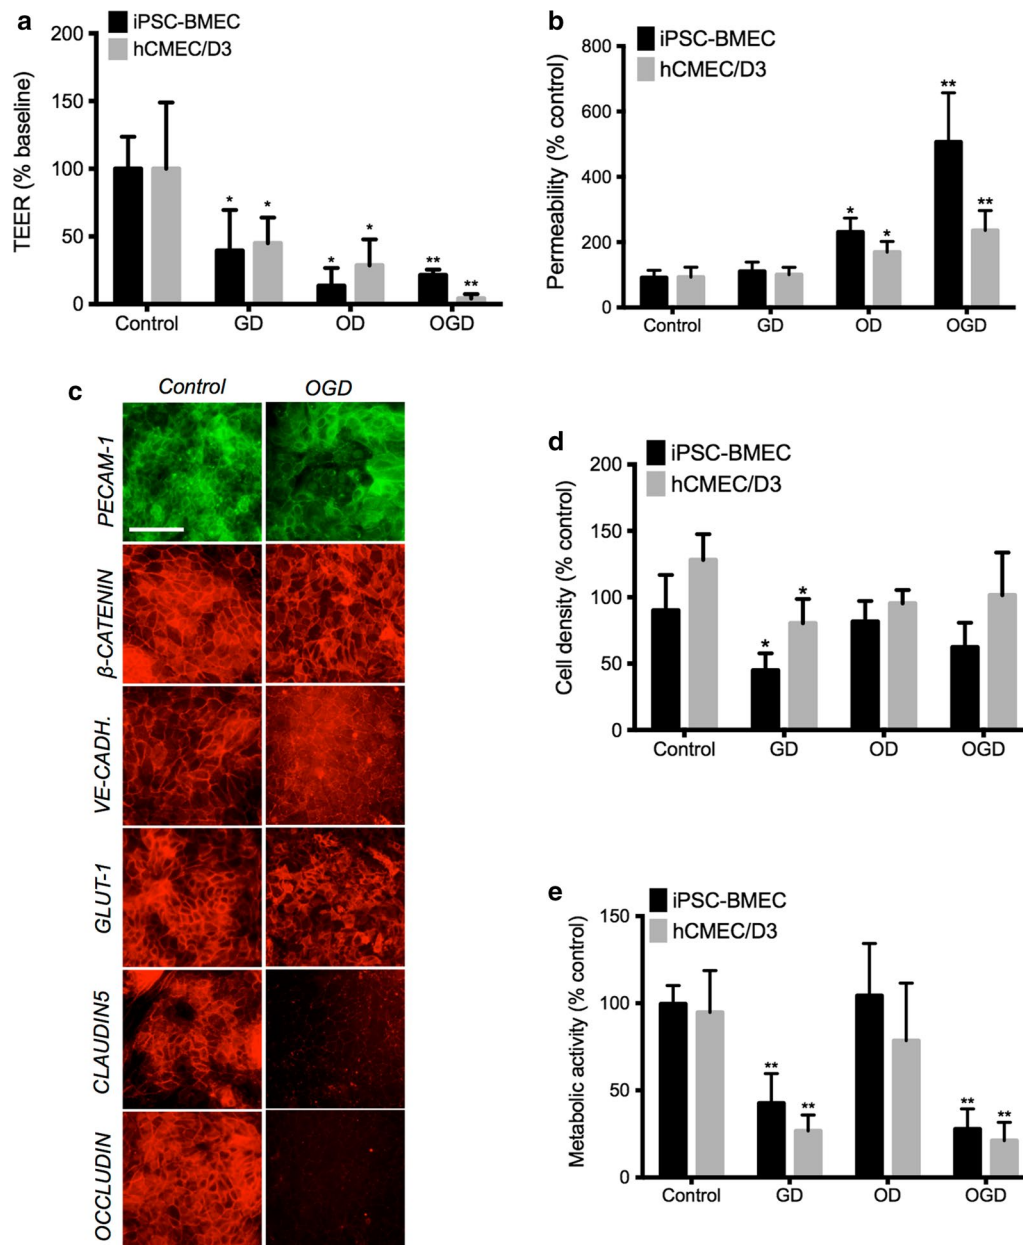 a
iPSC-BMEC
hCMEC/D3
TEER (% baseline)
200
150
100
50
0
*
*
*
*
**
**
Control
GD
OD
OGD
b
iPSC-BMEC
hCMEC/D3
Permeability (% control)
800
600
400
200
0
*
*
**
**
Control
GD
OD
OGD
c
Control
OGD
PECAM-1
β-CATENIN
VE-CADH.
GLUT-1
CLAUDIN5
OCCLUDIN
d
iPSC-BMEC
hCMEC/D3
Cell density (% control)
200
150
100
50
0
*
*
Control
GD
OD
OGD
e
iPSC-BMEC
hCMEC/D3
Metabolic activity (% control)
150
100
50
0
**
**
**
**
Control
GD
OD
OGD